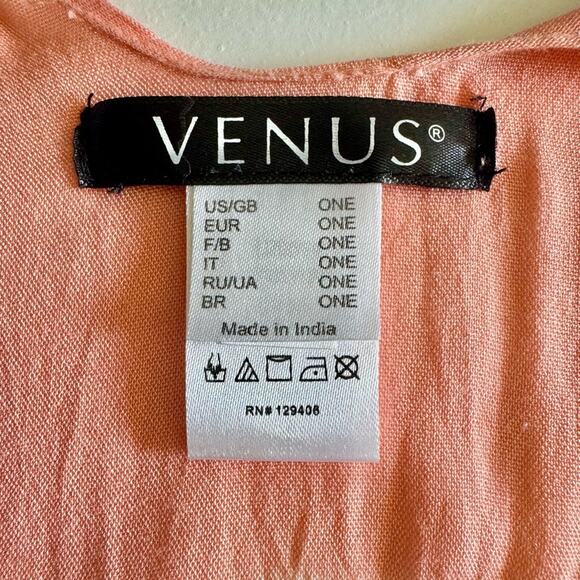 VENUS®
US/GB ONE
EUR ONE
F/B ONE
IT ONE
RU/UA ONE
BR ONE
Made in India
RN# 129406